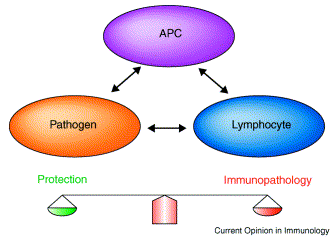 APC
Pathogen
Lymphocyte
Protection
Immunopathology
Current Opinion in Immunology